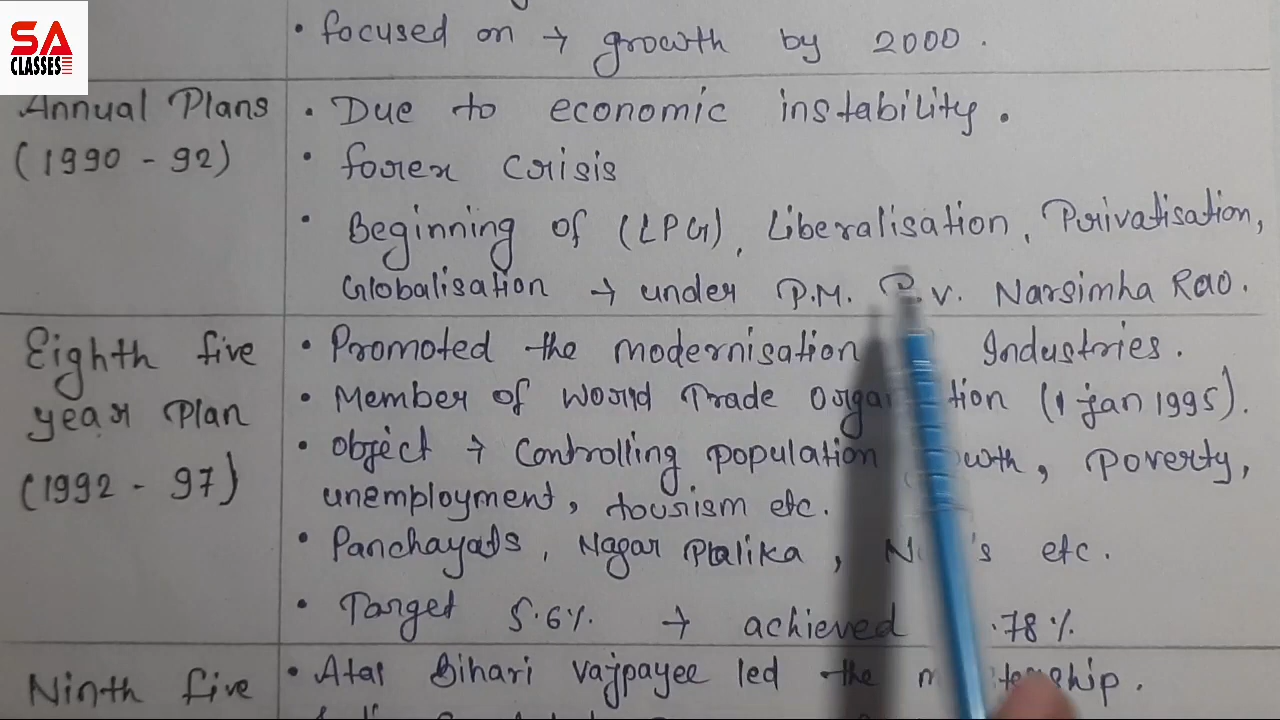 SA
CLASSES
• focused on → growth by 2000.
Annual Plans
(1990 - 92)
• Due to economic instability.
• forex crisis
• Beginning of (LPG), Liberalisation, Privatisation,
Globalisation → under P.M. P.V. Narsimha Rao.
Eighth five
year Plan
(1992 - 97)
• Promoted the modernisation Industries.
• Member of World Trade (1 jan 1995).
• Object → Controlling population, Poverty,
unemployment, tourism etc.
• Panchayats, Nagar Palika, etc.
• Target 5.6% → achieved .78%
Ninth five
• Atal Bihari Vajpayee led the